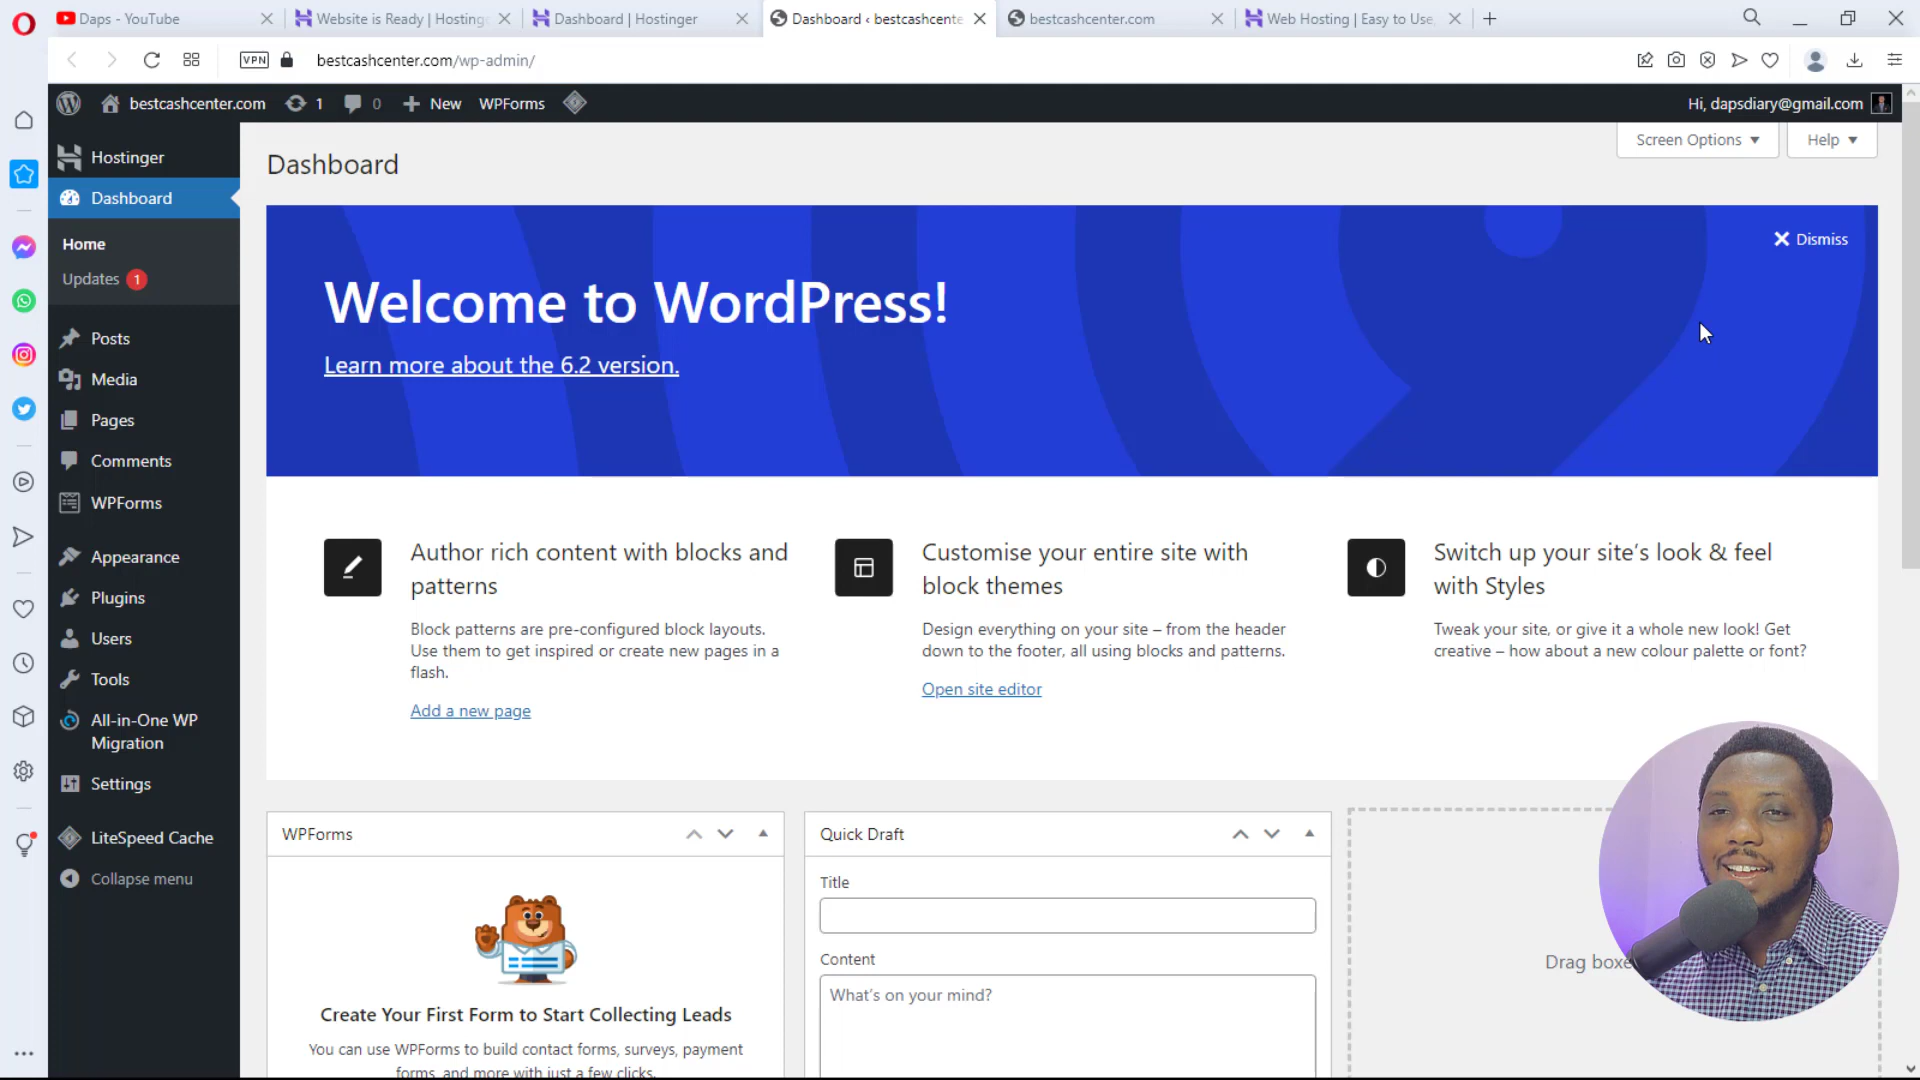 Daps - YouTube
Website is Ready | Hostinge
Dashboard | Hostinger
Dashboard ‹ bestcashcente
bestcashcenter.com
Web Hosting | Easy to Use,
VPN
bestcashcenter.com/wp-admin/
bestcashcenter.com
1
0
New
WPForms
Hi, dapsdiary@gmail.com
Hostinger
Dashboard
Home
Updates 1
Posts
Media
Pages
Comments
WPForms
Appearance
Plugins
Users
Tools
All-in-One WP
Migration
Settings
LiteSpeed Cache
Collapse menu
Screen Options
Help
Dashboard
Dismiss
Welcome to WordPress!
Learn more about the 6.2 version.
Author rich content with blocks and
patterns
Block patterns are pre-configured block layouts.
Use them to get inspired or create new pages in a
flash.
Add a new page
Customise your entire site with
block themes
Design everything on your site – from the header
down to the footer, all using blocks and patterns.
Open site editor
Switch up your site’s look & feel
with Styles
Tweak your site, or give it a whole new look! Get
creative – how about a new colour palette or font?
WPForms
Create Your First Form to Start Collecting Leads
You can use WPForms to build contact forms, surveys, payment
forms, and more with just a few clicks.
Quick Draft
Title
Content
What’s on your mind?
Drag boxe